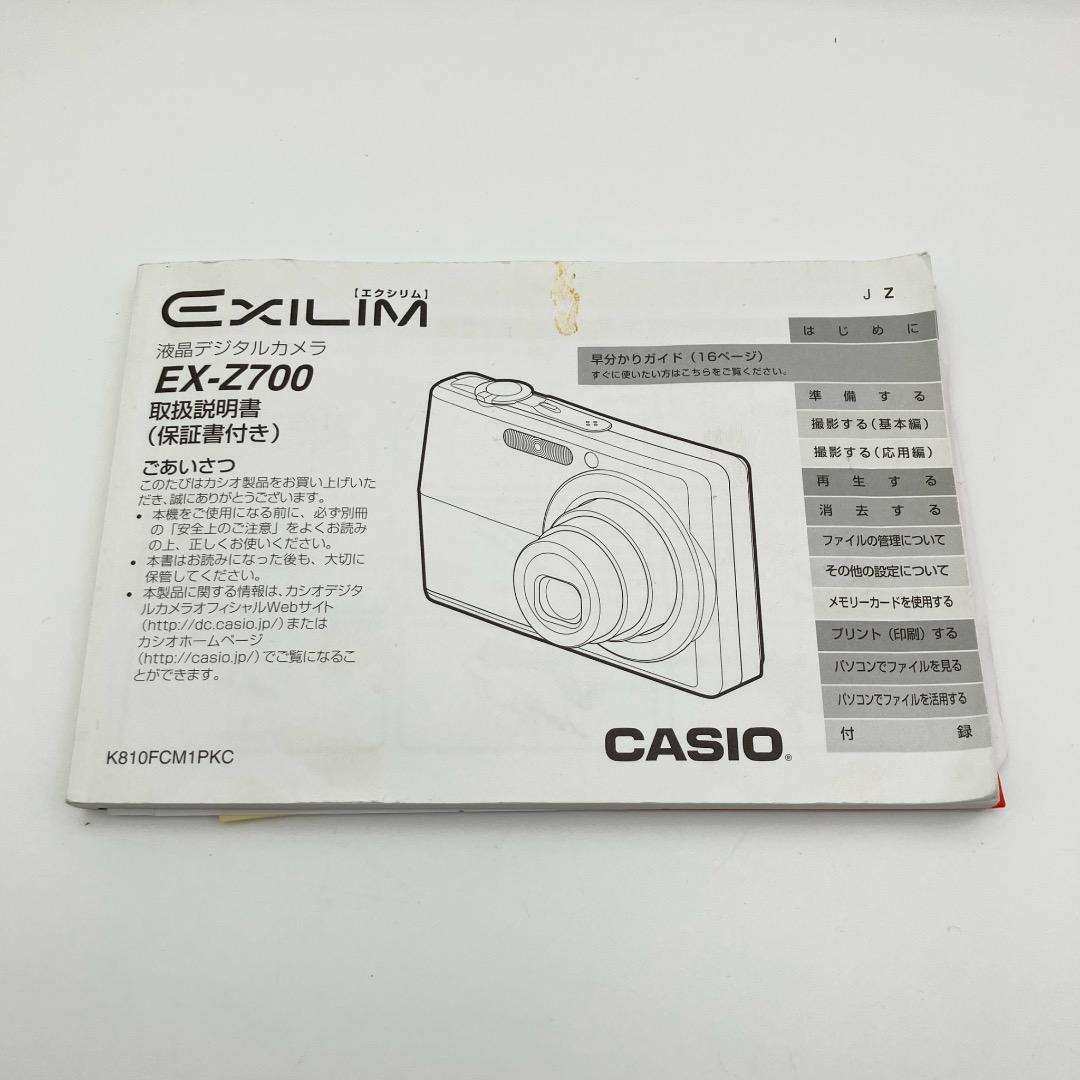 EXILIM
【エクシリム】
液晶デジタルカメラ
EX-Z700
取扱説明書
（保証書付き）
ごあいさつ
このたびはカシオ製品をお買い上げいた
だき、誠にありがとうございます。
• 本機をご使用になる前に、必ず別冊
の「安全上のご注意」をよくお読み
の上、正しくお使いください。
• 本書はお読みになった後も、大切に
保管してください。
• 本製品に関する情報は、カシオデジタ
ルカメラオフィシャルWebサイト
（http://dc.casio.jp/）または
カシオホームページ
（http://casio.jp/）でご覧になるこ
とができます。
K810FCM1PKC
J Z
はじめに
早分かりガイド（16ページ）
すぐに使いたい方はこちらをご覧ください。
準備する
撮影する（基本編）
撮影する（応用編）
再生する
消去する
ファイルの管理について
その他の設定について
メモリーカードを使用する
プリント（印刷）する
パソコンでファイルを見る
パソコンでファイルを活用する
付録
CASIO®